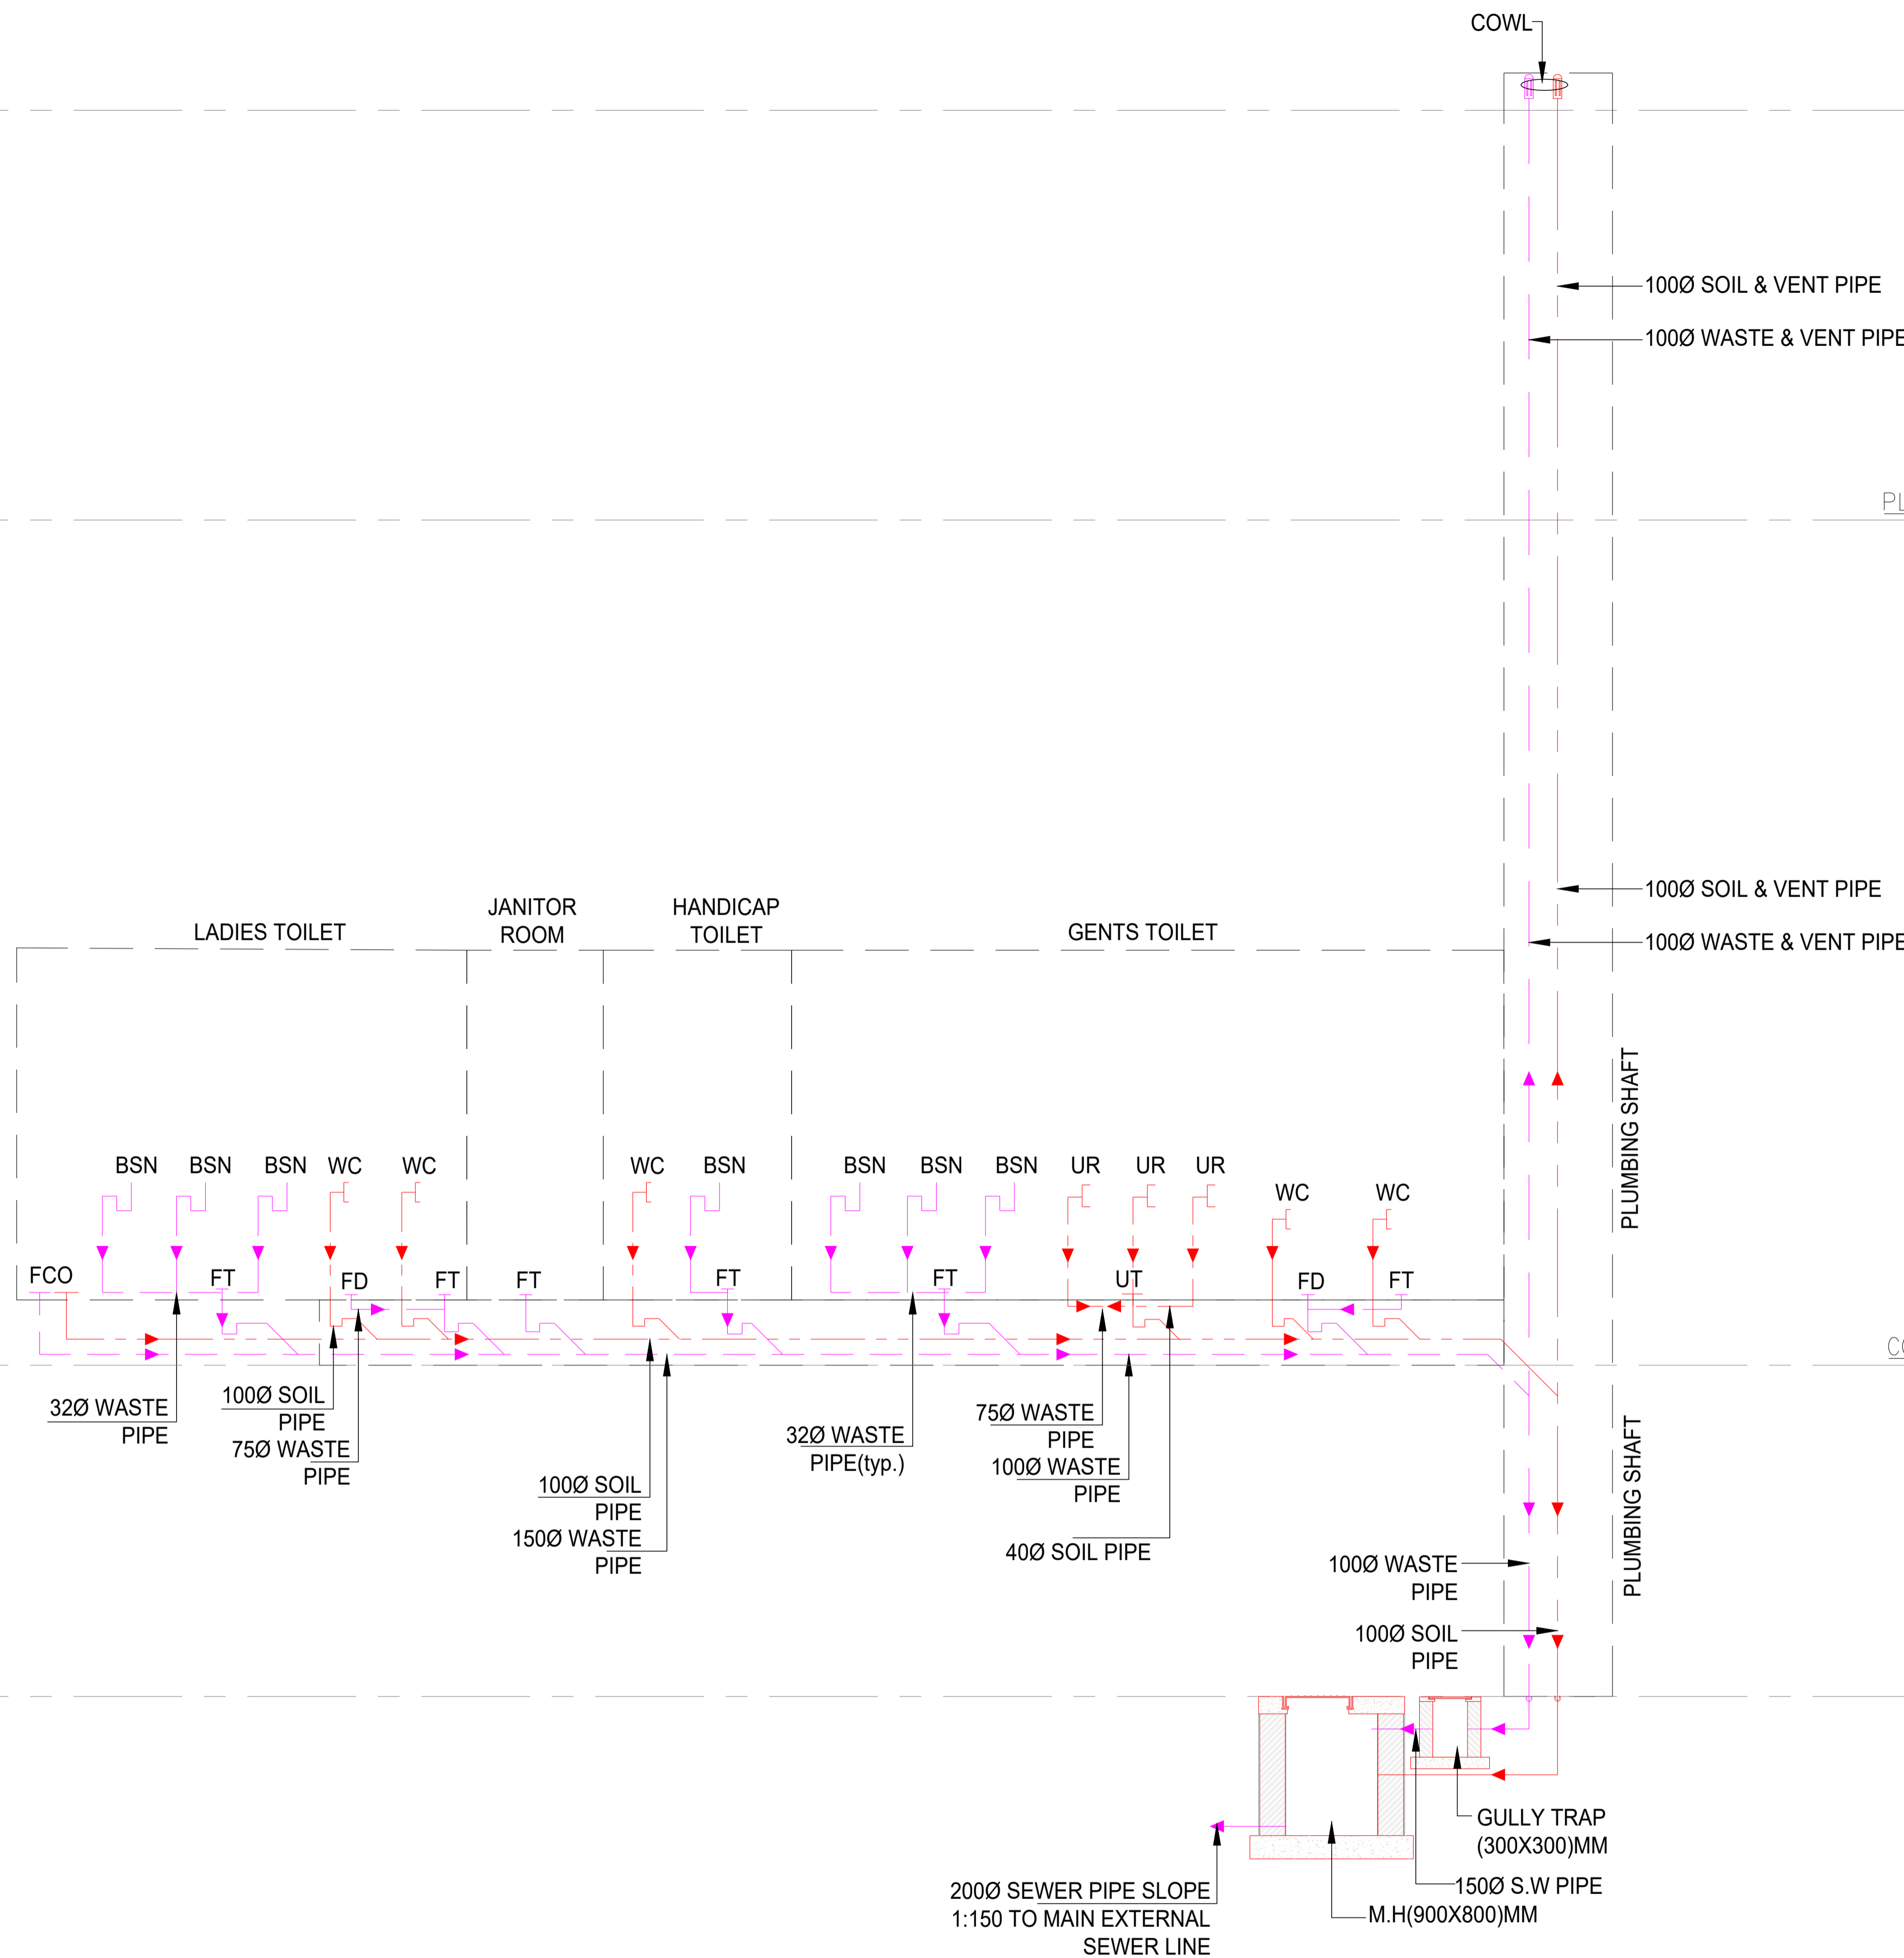 COWL
100Ø SOIL & VENT PIPE
100Ø WASTE & VENT PIPE
PL
100Ø SOIL & VENT PIPE
100Ø WASTE & VENT PIPE
LADIES TOILET
JANITOR
ROOM
HANDICAP
TOILET
GENTS TOILET
PLUMBING SHAFT
BSN
BSN
BSN
WC
WC
WC
BSN
BSN
BSN
BSN
UR
UR
UR
WC
WC
FCO
FT
FD
FT
FT
FT
FT
UT
FD
FT
CO
32Ø WASTE
PIPE
100Ø SOIL
PIPE
75Ø WASTE
PIPE
100Ø SOIL
PIPE
150Ø WASTE
PIPE
32Ø WASTE
PIPE(typ.)
75Ø WASTE
PIPE
100Ø WASTE
PIPE
40Ø SOIL PIPE
PLUMBING SHAFT
100Ø WASTE
PIPE
100Ø SOIL
PIPE
GULLY TRAP
(300X300)MM
150Ø S.W PIPE
M.H(900X800)MM
200Ø SEWER PIPE SLOPE
1:150 TO MAIN EXTERNAL
SEWER LINE